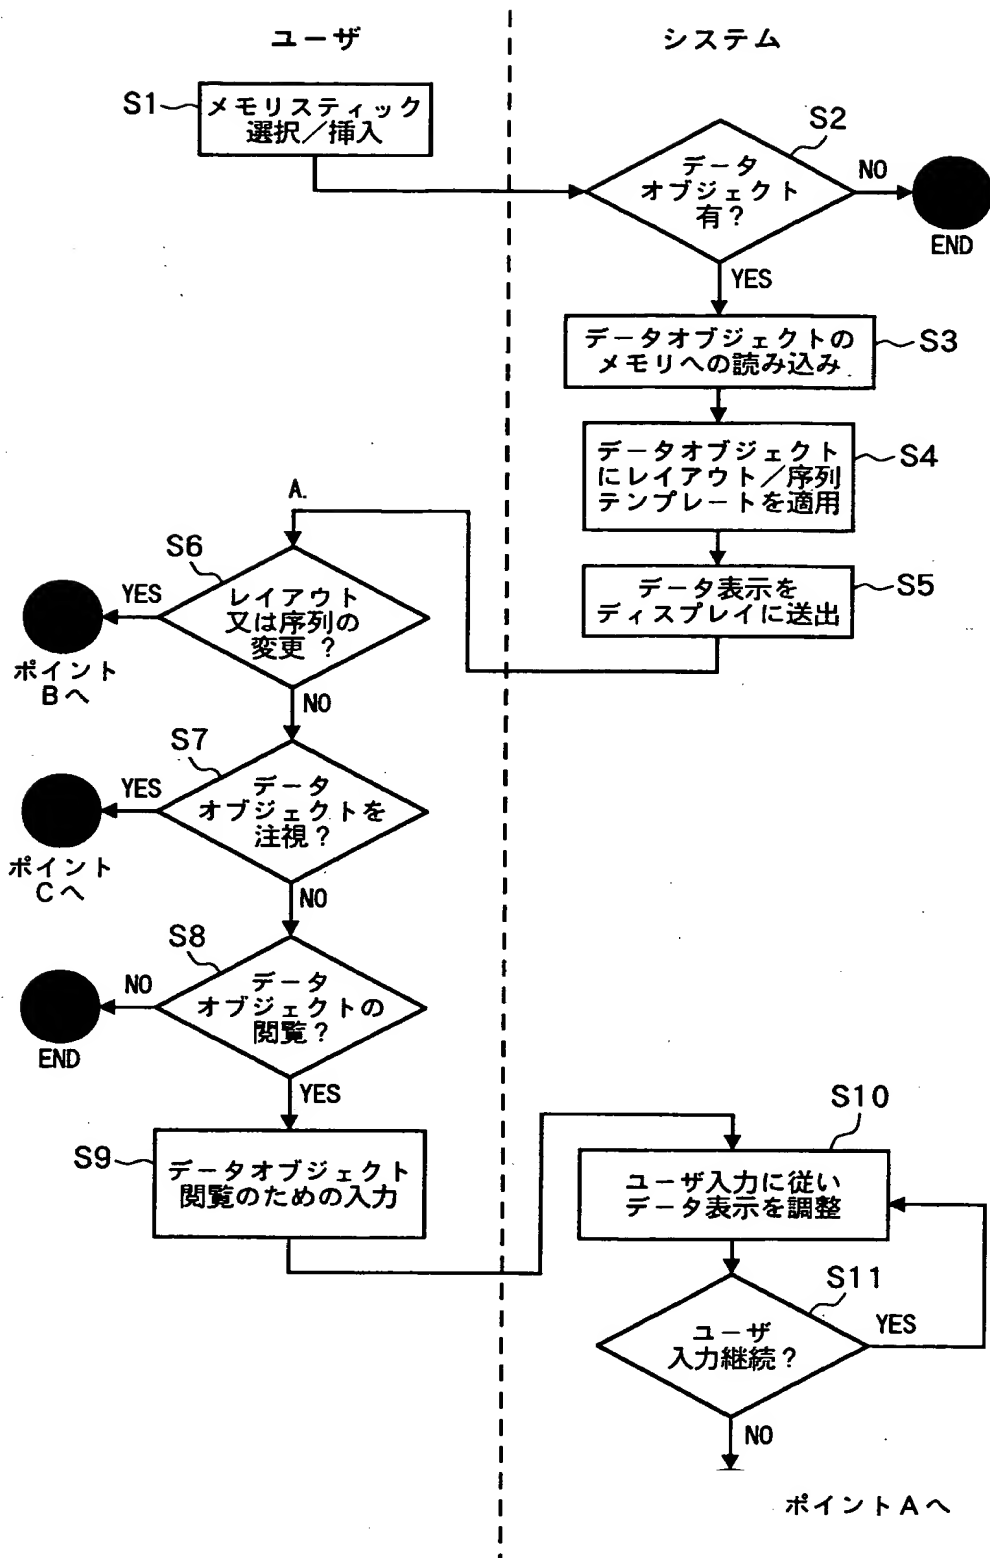 ユーザ
システム
S1
メモリスティック
選択／挿入
S2
データ
オブジェクト
有？
NO
END
YES
データオブジェクトの
メモリへの読み込み
S3
データオブジェクト
にレイアウト／序列
テンプレートを適用
S4
データ表示を
ディスプレイに送出
S5
A.
S6
レイアウト
又は序列の
変更？
YES
ポイント
Bへ
NO
S7
データ
オブジェクトを
注視？
YES
ポイント
Cへ
NO
S8
データ
オブジェクトの
閲覧？
NO
END
YES
S9
データオブジェクト
閲覧のための入力
S10
ユーザ入力に従い
データ表示を調整
S11
ユーザ
入力継続？
YES
NO
ポイントAへ